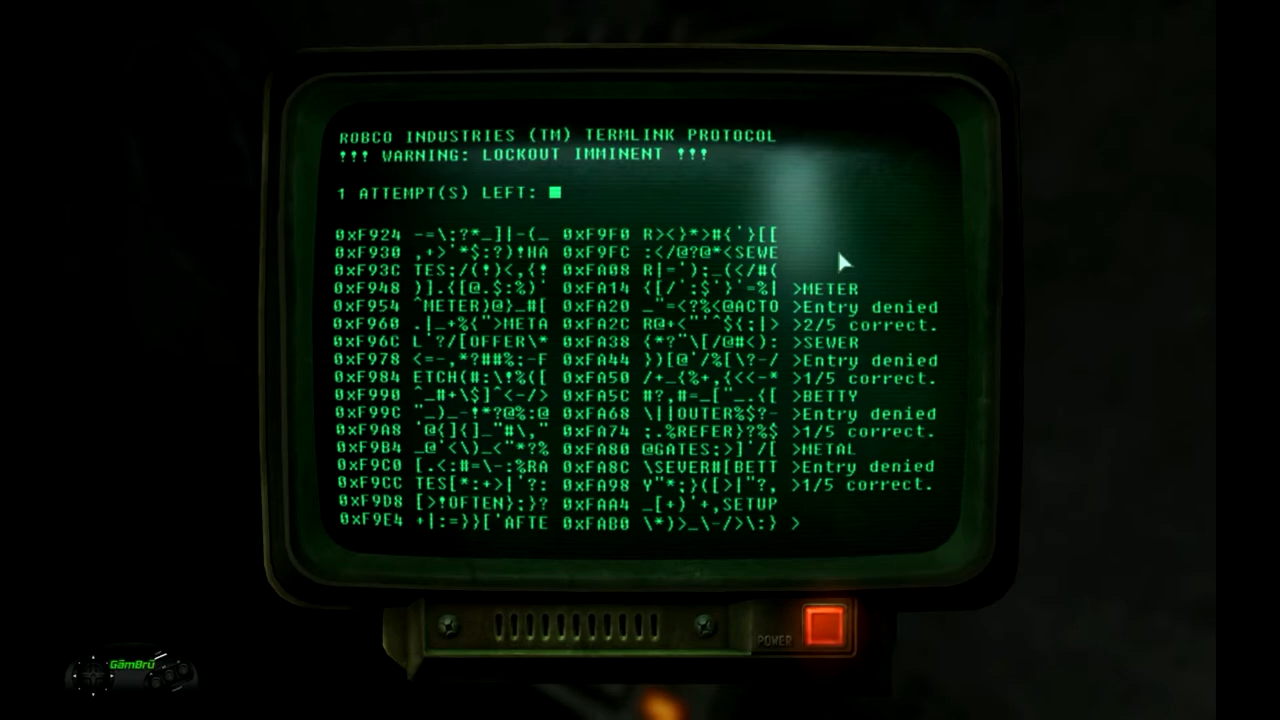 ROBCO INDUSTRIES (TM) TERMLINK PROTOCOL
!!! WARNING: LOCKOUT IMMINENT !!!
1 ATTEMPT(S) LEFT:
0xF924 -=\:?*_]|-(_ 0xF9F0 R><}*>#{'}[[
0xF930 ,+>'*$:?)!HA 0xF9FC :</@?@*<SEWE
0xF93C TES;/(!)<,{! 0xFA08 R|=');_(</#(
0xF948 )].{[@.$:%)' 0xFA14 {[/':$'}'=%| >METER
0xF954 ^METER)@}_#[ 0xFA20 _"=<?%<@ACTO >Entry denied
0xF960 .|_+%{">META 0xFA2C R@+<"'^${;|> >2/5 correct.
0xF96C L'?/[OFFER\* 0xFA38 {*?"\[/@#<): >SEWER
0xF978 <=-,*?##%;-F 0xFA44 })[@'/%[\?-/ >Entry denied
0xF984 ETCH(#:\!%([ 0xFA50 /+_{%+,{<<-* >1/5 correct.
0xF990 "_#+\$]^<-/> 0xFA5C #?,#=_["_.{[ >BETTY
0xF99C "_)_-!*?@%:@ 0xFA68 \||OUTER%$?- >Entry denied
0xF9A8 '@{]{]_"#\," 0xFA74 :.%REFER}?%$ >1/5 correct.
0xF9B4 _@'<\)_<"*?% 0xFA80 @GATES;>]'/[ >METAL
0xF9C0 [.<:#=\-:%RA 0xFA8C \SEVER#[BETT >Entry denied
0xF9CC TES[*:+>|'?: 0xFA98 Y"*;}([>|"?, >1/5 correct.
0xF9D8 [>!OFTEN};}? 0xFAA4 _[+)'+,SETUP
0xF9E4 +|:=}}['AFTE 0xFAB0 \*)>_\-/>\:} >
POWER
GamBrü